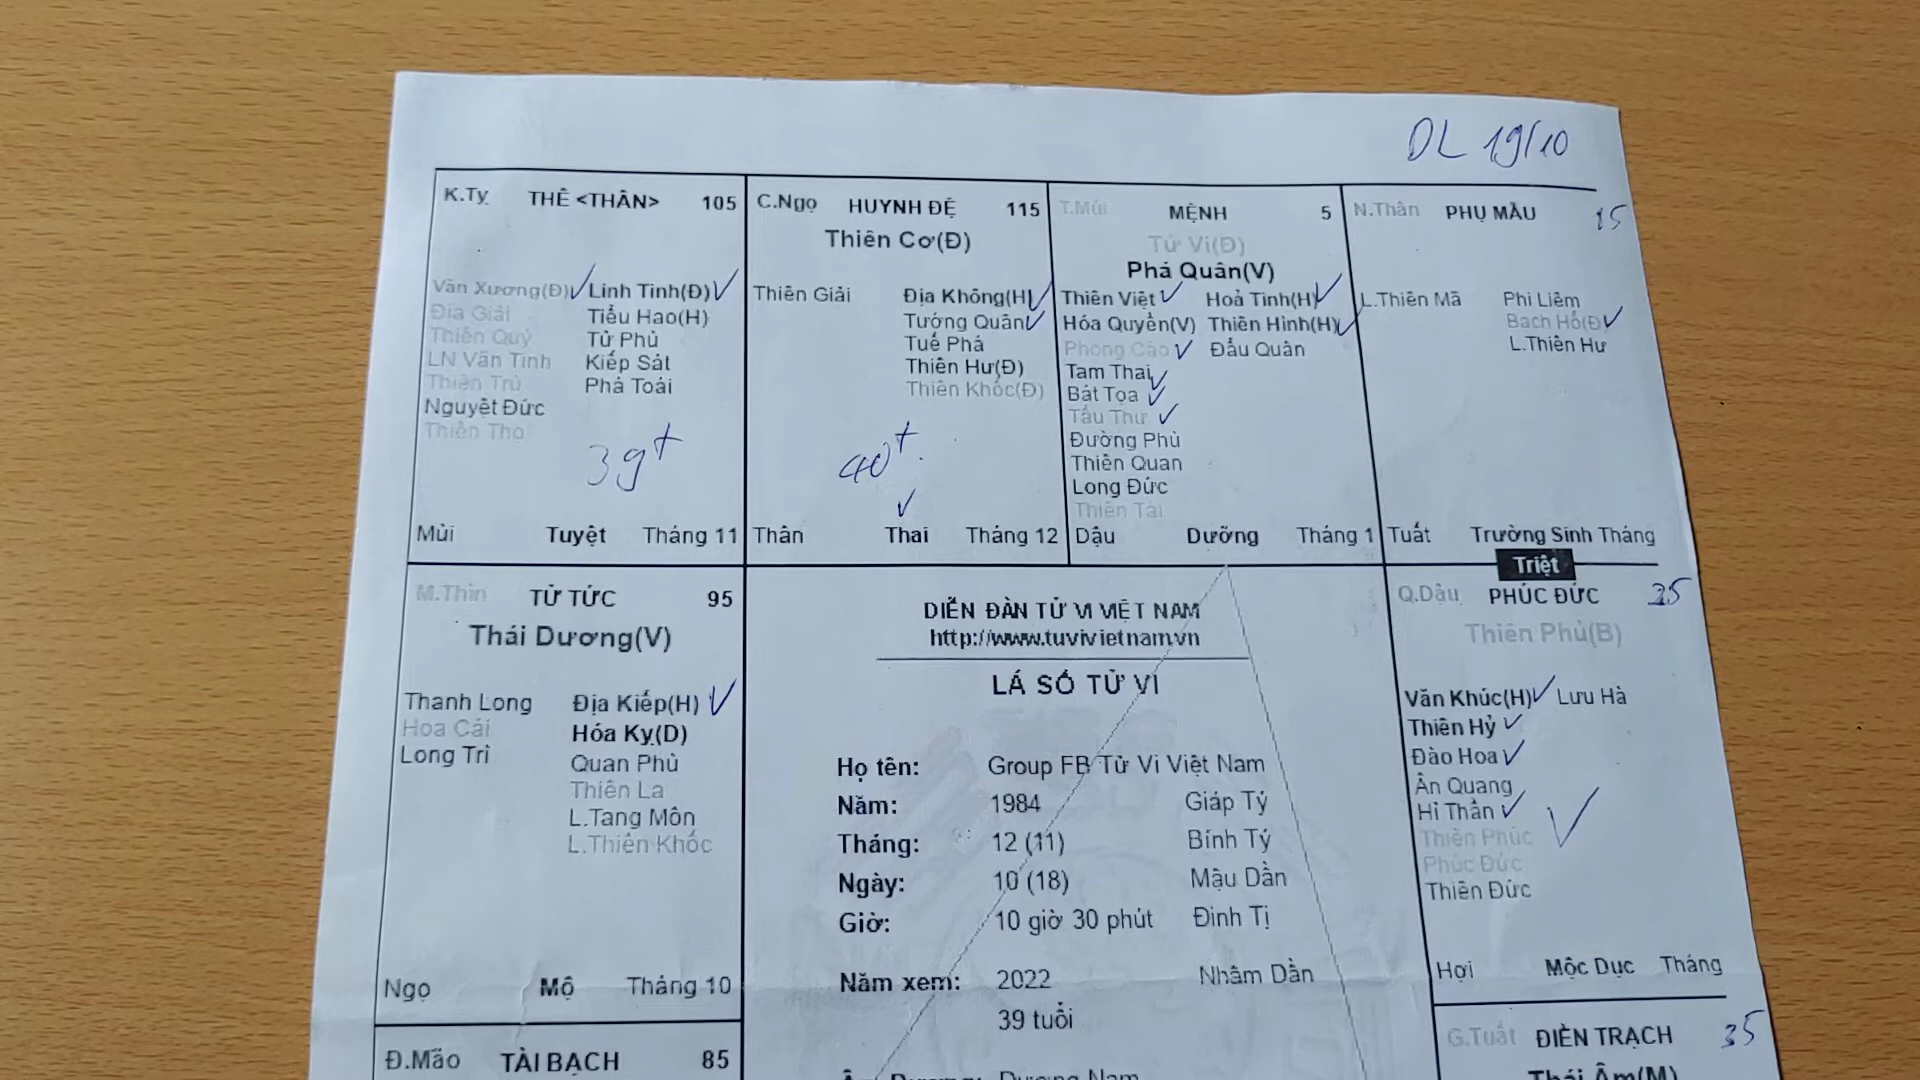 DL 19/10
K.Tỵ THÊ <THÂN> 105
Văn Xương(Đ) Linh Tinh(Đ)
Địa Giải Tiểu Hao(H)
Thiên Quý Tử Phù
LN Văn Tinh Kiếp Sát
Thiên Trù Phá Toái
Nguyệt Đức
Thiên Thọ
39+
Mùi Tuyệt Tháng 11
C.Ngọ HUYNH ĐỆ 115
Thiên Cơ(Đ)
Thiên Giải Địa Không(H)
Tướng Quân
Tuế Phá
Thiên Hư(Đ)
Thiên Khốc(Đ)
40+
Thân Thai Tháng 12
T.Mùi MỆNH 5
Tử Vi(Đ)
Phá Quân(V)
Thiên Việt Hoả Tinh(H)
Hóa Quyền(V) Thiên Hình(H)
Phong Cáo Đẩu Quân
Tam Thai
Bát Tọa
Tấu Thư
Đường Phù
Thiên Quan
Long Đức
Thiên Tài
Dậu Dưỡng Tháng 1
N.Thân PHỤ MẪU 15
L.Thiên Mã Phi Liêm
Bạch Hổ(Đ)
L.Thiên Hư
Tuất Trường Sinh Tháng
Triệt
M.Thìn TỬ TỨC 95
Thái Dương(V)
Thanh Long Địa Kiếp(H)
Hoa Cái Hóa Kỵ(D)
Long Trì Quan Phù
Thiên La
L.Tang Môn
L.Thiên Khốc
Ngọ Mộ Tháng 10
DIỄN ĐÀN TỬ VI VIỆT NAM
http://www.tuvivietnam.vn
LÁ SỐ TỬ VI
Họ tên: Group FB Tử Vi Việt Nam
Năm: 1984 Giáp Tý
Tháng: 12 (11) Bính Tý
Ngày: 10 (18) Mậu Dần
Giờ: 10 giờ 30 phút Đinh Tị
Năm xem: 2022 Nhâm Dần
39 tuổi
Dương Nam
Q.Dậu PHÚC ĐỨC 25
Thiên Phủ(B)
Văn Khúc(H) Lưu Hà
Thiên Hỷ
Đào Hoa
Ân Quang
Hỉ Thần
Thiên Phúc
Phúc Đức
Thiên Đức
Hợi Mộc Dục Tháng
Đ.Mão TÀI BẠCH 85
G.Tuất ĐIỀN TRẠCH 35
Thái Âm(M)